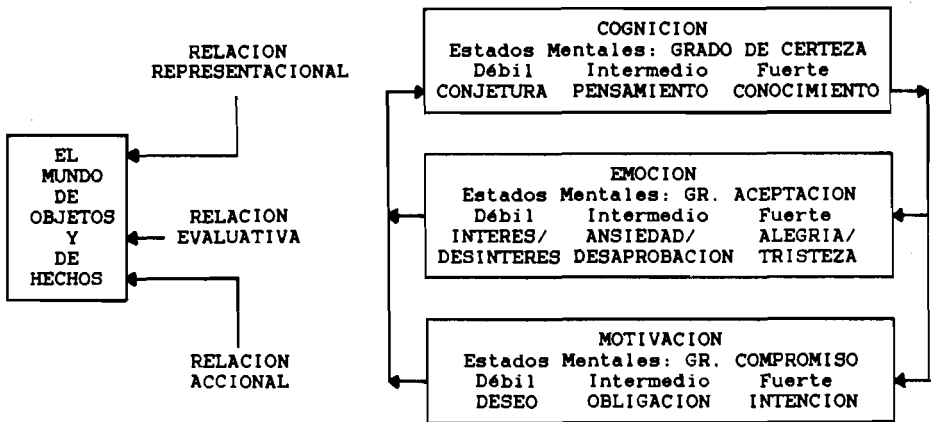 RELACION
REPRESENTACIONAL
EL
MUNDO
DE
OBJETOS
Y
DE
HECHOS
RELACION
EVALUATIVA
RELACION
ACCIONAL
COGNICION
Estados Mentales: GRADO DE CERTEZA
Débil Intermedio Fuerte
CONJETURA PENSAMIENTO CONOCIMIENTO
EMOCION
Estados Mentales: GR. ACEPTACION
Débil Intermedio Fuerte
INTERES/ ANSIEDAD/ ALEGRIA/
DESINTERES DESAPROBACION TRISTEZA
MOTIVACION
Estados Mentales: GR. COMPROMISO
Débil Intermedio Fuerte
DESEO OBLIGACION INTENCION